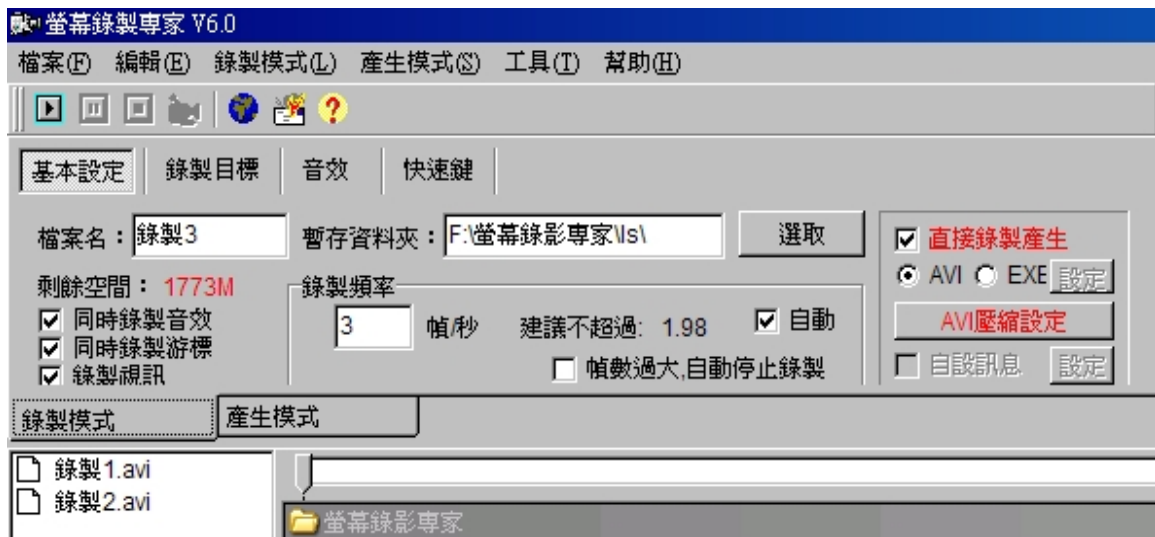 螢幕錄製專家 V6.0
檔案(F) 編輯(E) 錄製模式(L) 產生模式(S) 工具(T) 幫助(H)
基本設定 錄製目標 音效 快速鍵
檔案名：錄製3 暫存資料夾：F:\螢幕錄影專家\ls\ 選取
剩餘空間：1773M
同時錄製音效
同時錄製游標
錄製視訊
錄製頻率
3 幀/秒 建議不超過: 1.98 自動
幀數過大,自動停止錄製
直接錄製產生
AVI EXE 設定
AVI壓縮設定
自設訊息 設定
錄製模式 產生模式
錄製1.avi
錄製2.avi
螢幕錄影專家